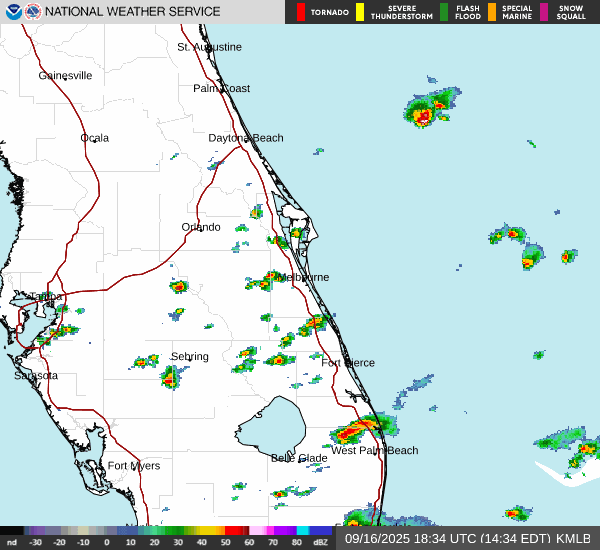 NATIONAL WEATHER SERVICE
TORNADO
SEVERE
THUNDERSTORM
FLASH
FLOOD
SPECIAL
MARINE
SNOW
SQUALL
St. Augustine
Gainesville
Palm Coast
Ocala
Daytona Beach
Orlando
Melbourne
Tampa
Sebring
Fort Pierce
Sarasota
West Palm Beach
Belle Glade
Fort Myers
nd -30 -20 -10 0 10 20 30 40 50 60 70 80 dBZ
09/16/2025 18:34 UTC (14:34 EDT) KMLB